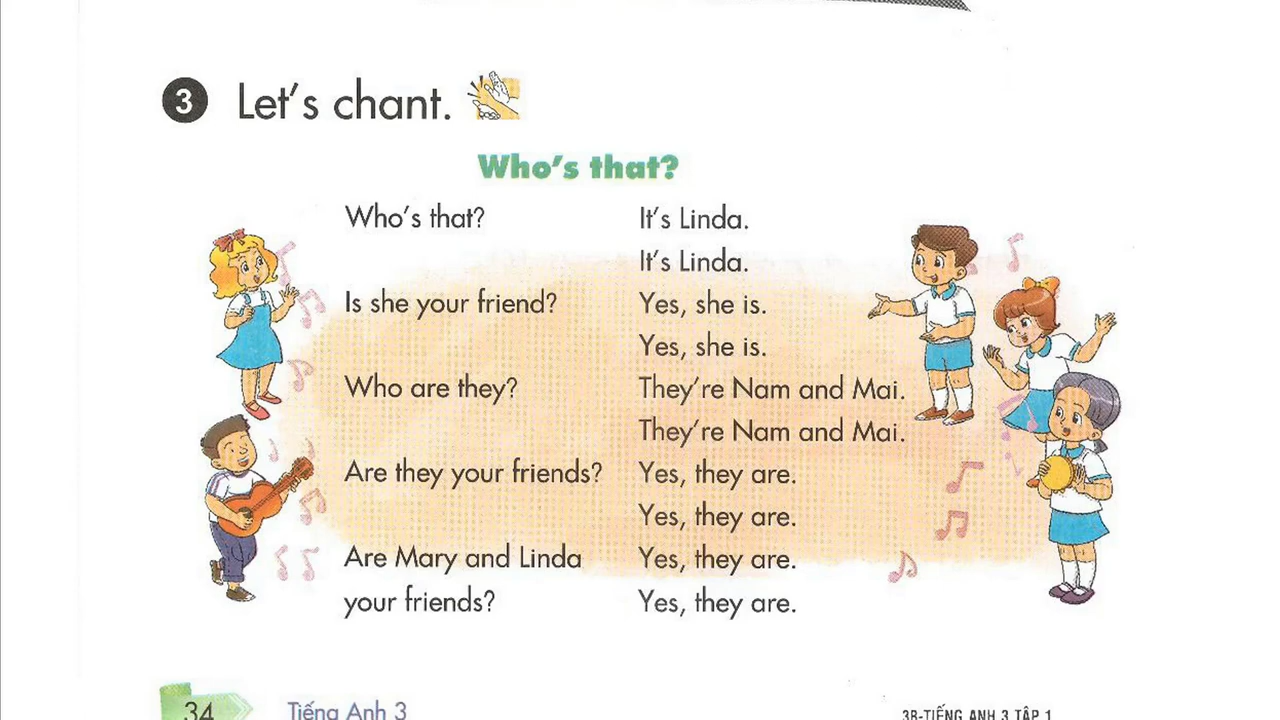 3 Let's chant.
Who's that?
Who's that? It's Linda.
It's Linda.
Is she your friend? Yes, she is.
Yes, she is.
Who are they? They're Nam and Mai.
They're Nam and Mai.
Are they your friends? Yes, they are.
Yes, they are.
Are Mary and Linda Yes, they are.
your friends? Yes, they are.
34 Tiếng Anh 3 3B-TIẾNG ANH 3 TẬP 1